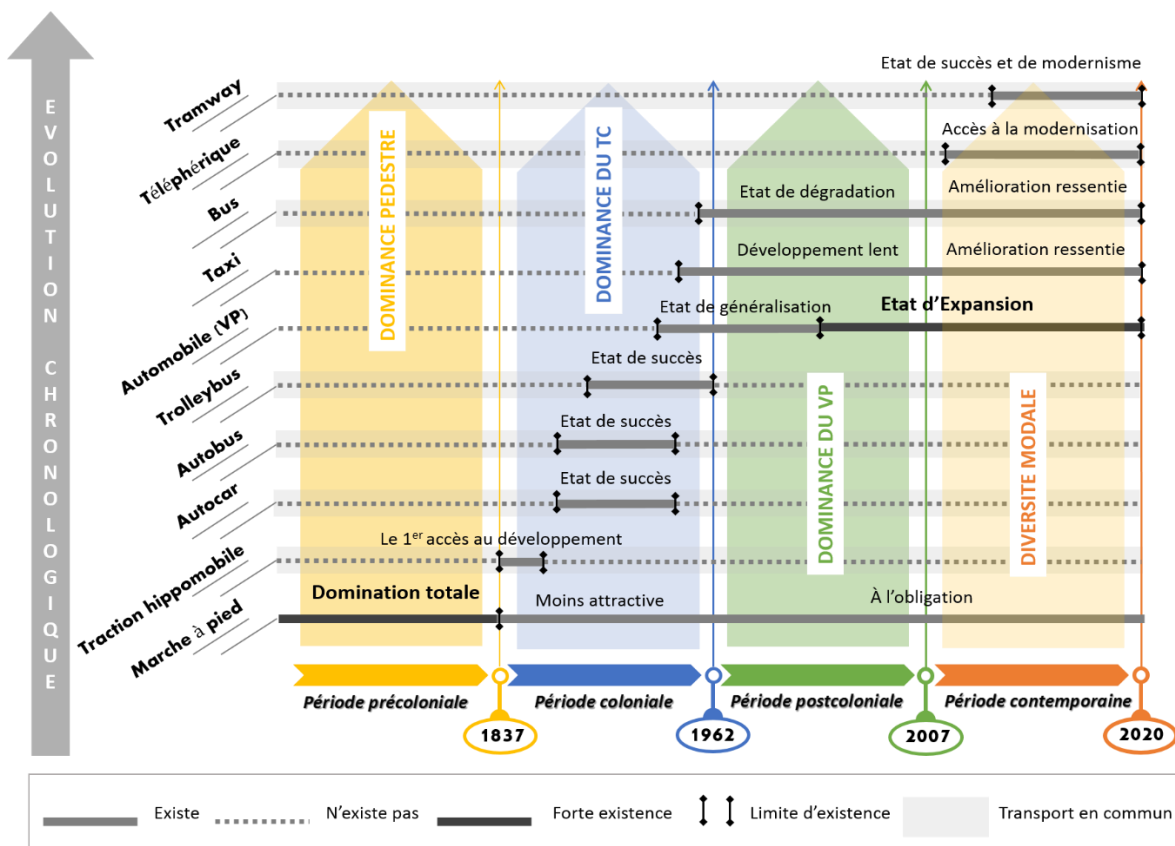 EVOLUTION CHRONOLOGIQUE
Etat de succès et de modernisme
Tramway
Accès à la modernisation
Téléphérique
Etat de dégradation
Amélioration ressentie
Bus
Développement lent
Amélioration ressentie
Taxi
Etat de généralisation
Etat d’Expansion
Automobile (VP)
Etat de succès
Trolleybus
Etat de succès
Autobus
Etat de succès
Autocar
Le 1er accès au développement
Traction hippomobile
Domination totale
Moins attractive
À l’obligation
Marche à pied
DOMINANCE PEDESTRE
DOMINANCE DU TC
DOMINANCE DU VP
DIVERSITE MODALE
Période précoloniale
Période coloniale
Période postcoloniale
Période contemporaine
1837
1962
2007
2020
Existe
N’existe pas
Forte existence
Limite d’existence
Transport en commun